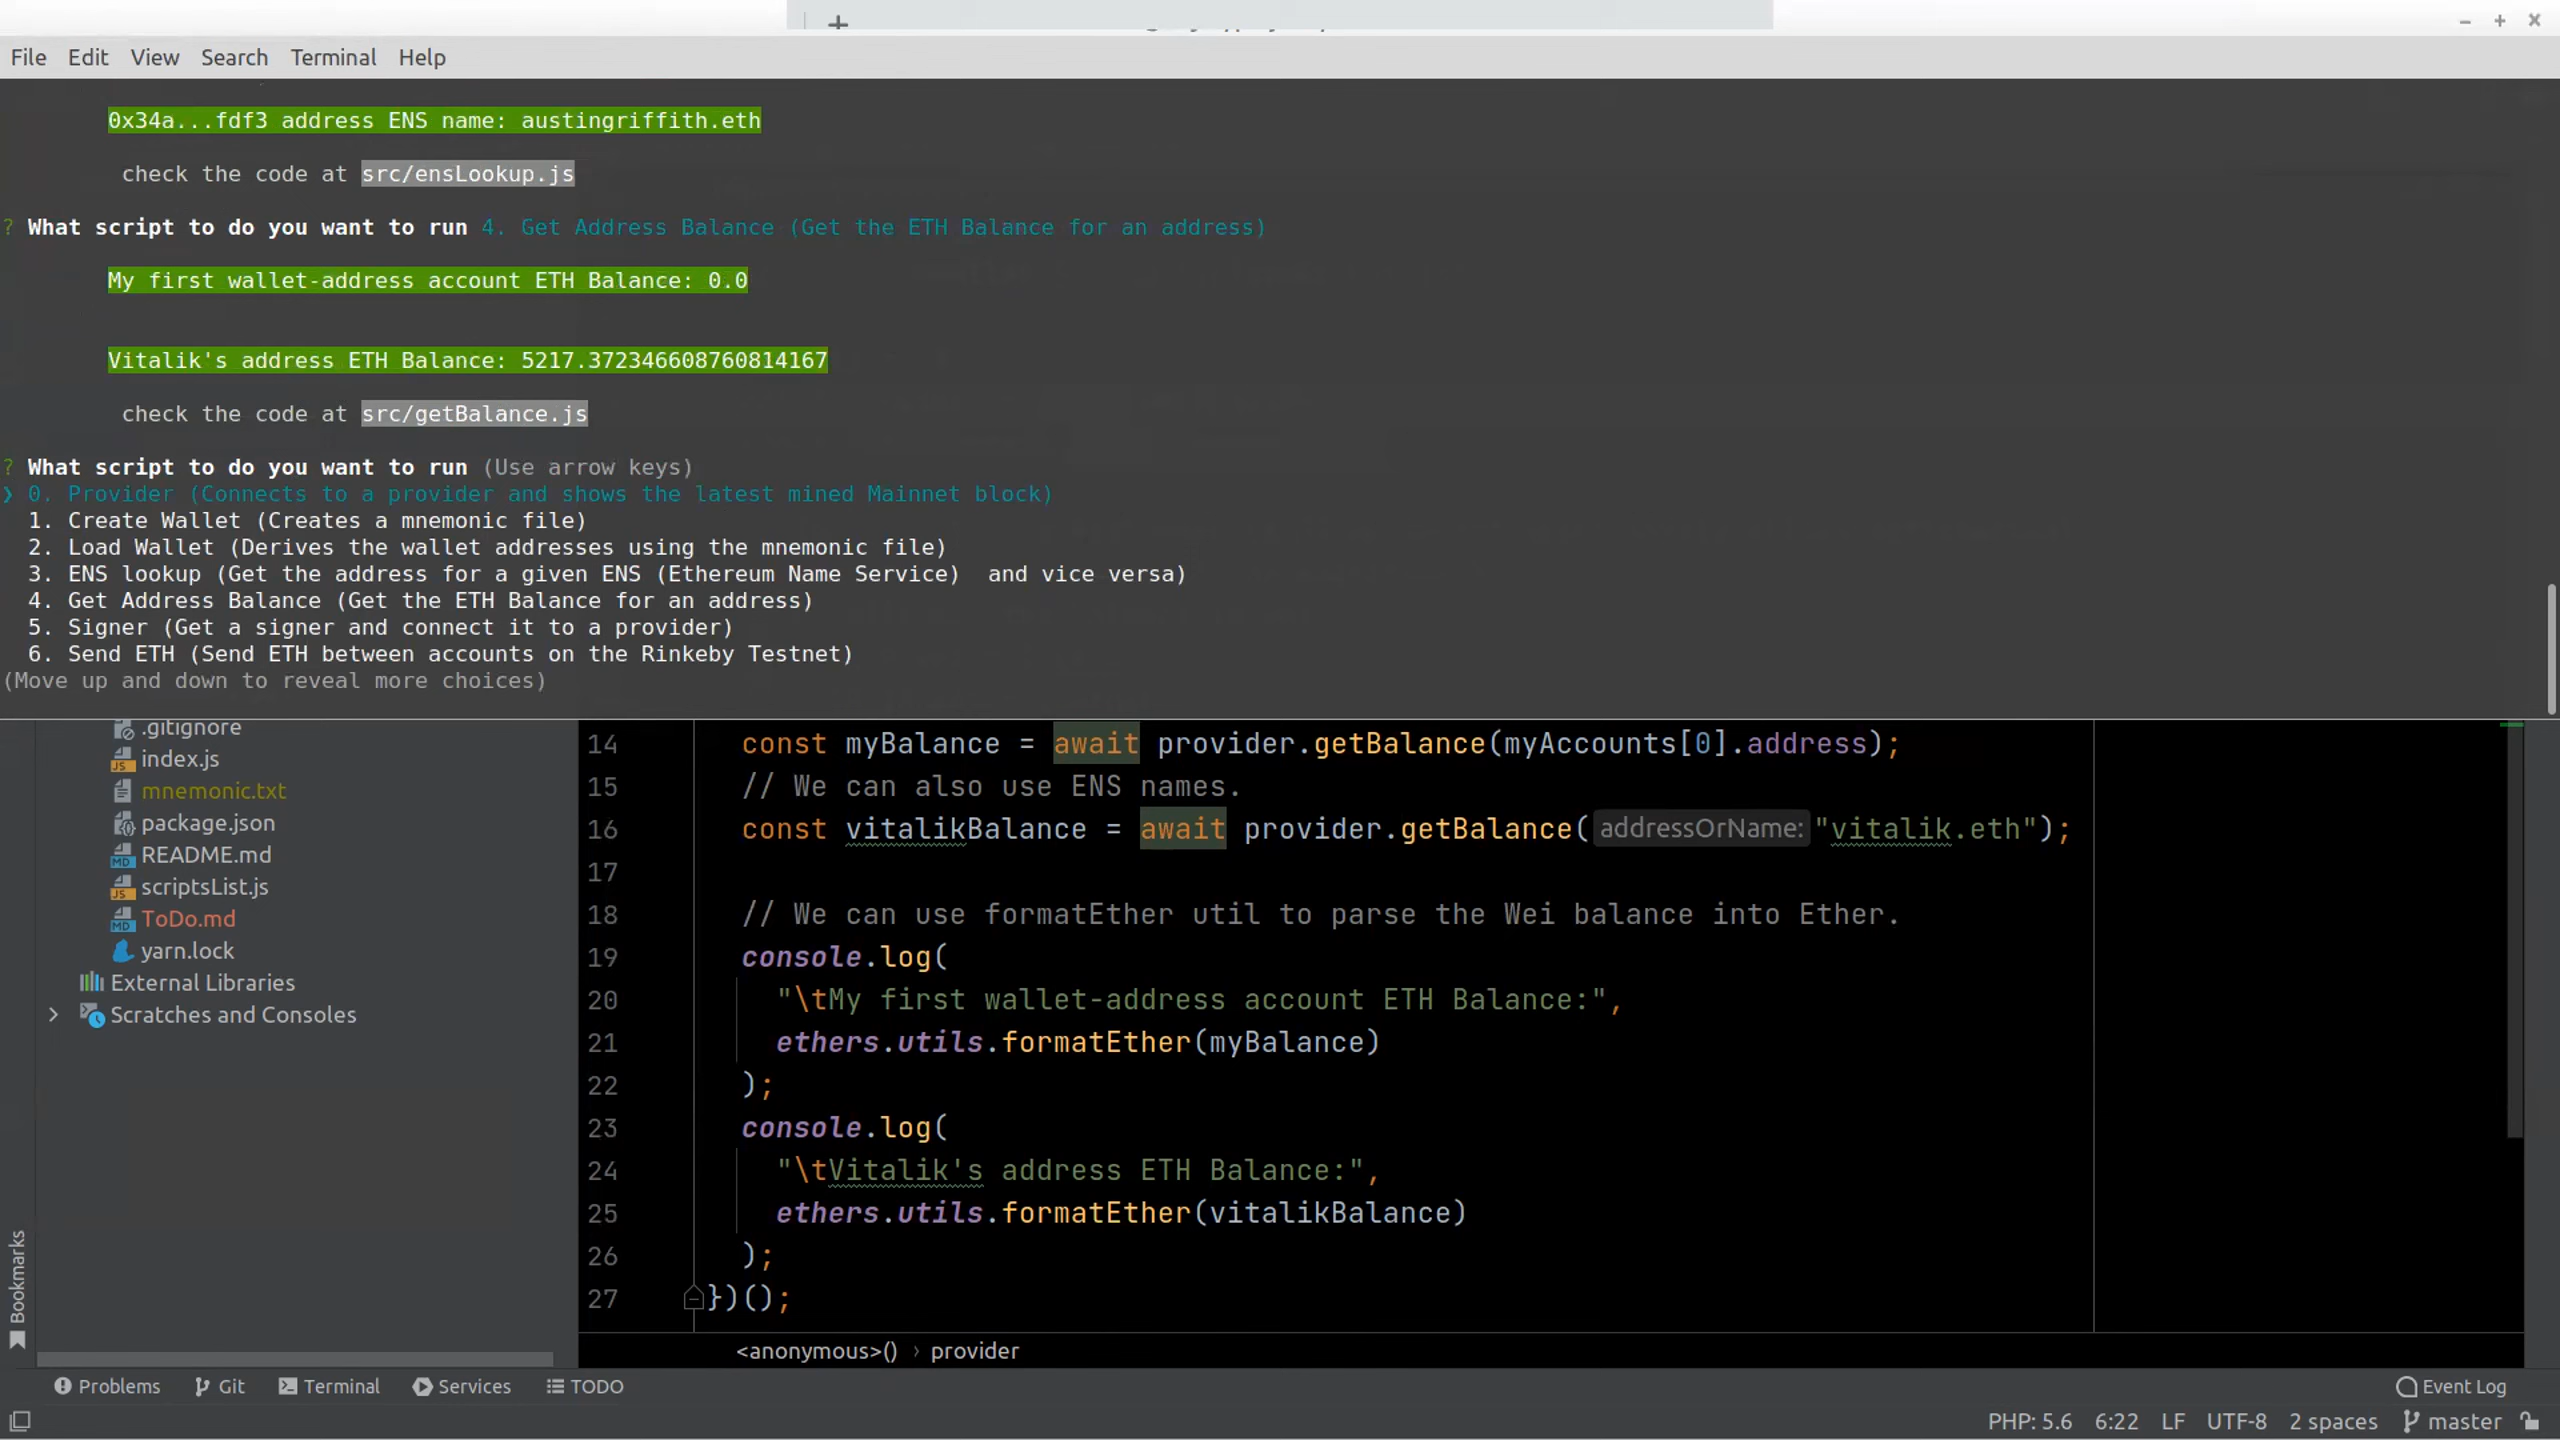 File Edit View Search Terminal Help
0x34a...fdf3 address ENS name: austingriffith.eth
check the code at src/ensLookup.js
? What script to do you want to run 4. Get Address Balance (Get the ETH Balance for an address)
My first wallet-address account ETH Balance: 0.0
Vitalik's address ETH Balance: 5217.372346608760814167
check the code at src/getBalance.js
? What script to do you want to run (Use arrow keys)
❯ 0. Provider (Connects to a provider and shows the latest mined Mainnet block)
1. Create Wallet (Creates a mnemonic file)
2. Load Wallet (Derives the wallet addresses using the mnemonic file)
3. ENS lookup (Get the address for a given ENS (Ethereum Name Service)  and vice versa)
4. Get Address Balance (Get the ETH Balance for an address)
5. Signer (Get a signer and connect it to a provider)
6. Send ETH (Send ETH between accounts on the Rinkeby Testnet)
(Move up and down to reveal more choices)
.gitignore
index.js
mnemonic.txt
package.json
README.md
scriptsList.js
ToDo.md
yarn.lock
External Libraries
Scratches and Consoles
14 const myBalance = await provider.getBalance(myAccounts[0].address);
15 // We can also use ENS names.
16 const vitalikBalance = await provider.getBalance( addressOrName: "vitalik.eth");
17
18 // We can use formatEther util to parse the Wei balance into Ether.
19 console.log(
20 "\tMy first wallet-address account ETH Balance:",
21 ethers.utils.formatEther(myBalance)
22 );
23 console.log(
24 "\tVitalik's address ETH Balance:",
25 ethers.utils.formatEther(vitalikBalance)
26 );
27 })();
<anonymous>() › provider
Bookmarks
Problems Git Terminal Services TODO Event Log
PHP: 5.6 6:22 LF UTF-8 2 spaces master